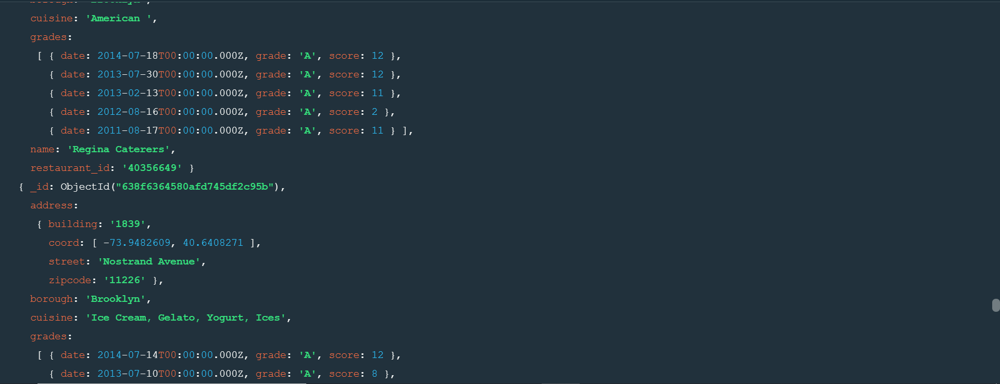 cuisine: 'American ',
grades:
[ { date: 2014-07-18T00:00:00.000Z, grade: 'A', score: 12 },
{ date: 2013-07-30T00:00:00.000Z, grade: 'A', score: 12 },
{ date: 2013-02-13T00:00:00.000Z, grade: 'A', score: 11 },
{ date: 2012-08-16T00:00:00.000Z, grade: 'A', score: 2 },
{ date: 2011-08-17T00:00:00.000Z, grade: 'A', score: 11 } ],
name: 'Regina Caterers',
restaurant_id: '40356649' }
{ _id: ObjectId("638f6364580afd745df2c95b"),
address:
{ building: '1839',
coord: [ -73.9482609, 40.6408271 ],
street: 'Nostrand Avenue',
zipcode: '11226' },
borough: 'Brooklyn',
cuisine: 'Ice Cream, Gelato, Yogurt, Ices',
grades:
[ { date: 2014-07-14T00:00:00.000Z, grade: 'A', score: 12 },
{ date: 2013-07-10T00:00:00.000Z, grade: 'A', score: 8 },